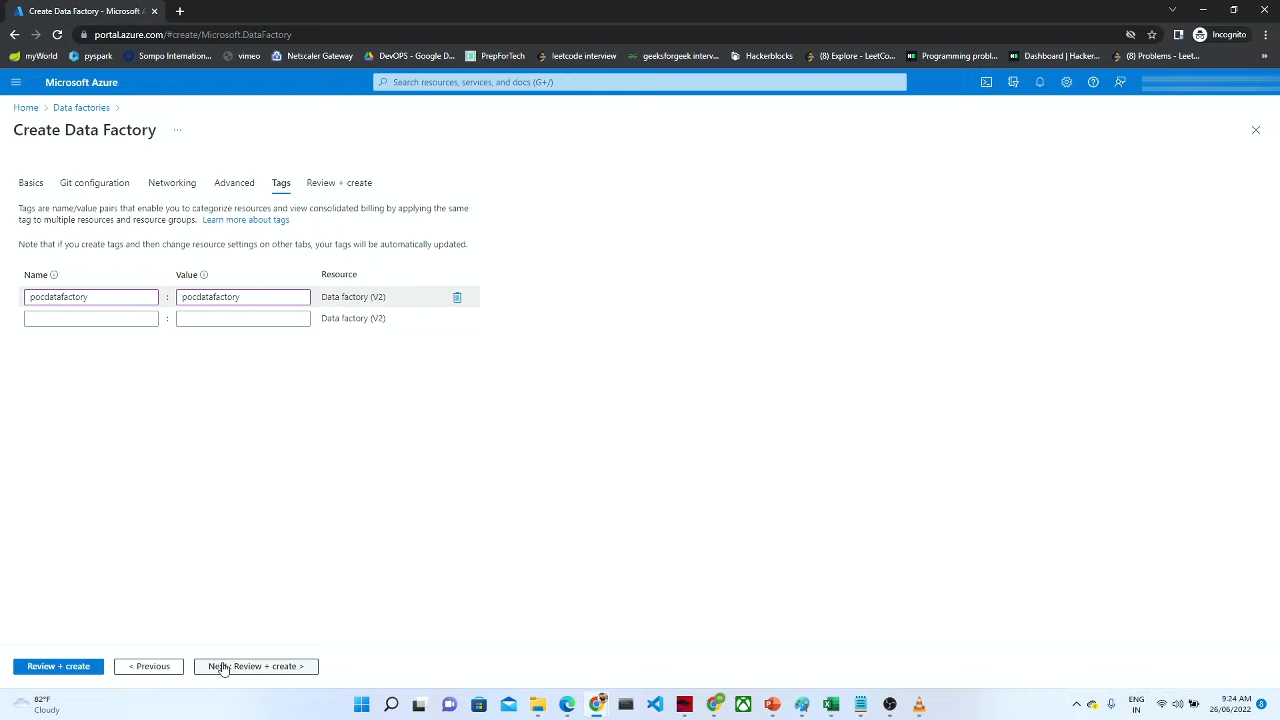 Create Data Factory - Microsoft A
portal.azure.com/#create/Microsoft.DataFactory
Incognito
myWorld
pyspark
Sompo Internation...
vimeo
Netscaler Gateway
DevOPS - Google D...
PrepForTech
leetcode interview
geeksforgeek interv...
Hackerblocks
(8) Explore - LeetCo...
Programming probl...
Dashboard | Hacker...
(8) Problems - Leet...
Microsoft Azure
Search resources, services, and docs (G+/)
Home > Data factories >
Create Data Factory ...
Basics
Git configuration
Networking
Advanced
Tags
Review + create
Tags are name/value pairs that enable you to categorize resources and view consolidated billing by applying the same
tag to multiple resources and resource groups. Learn more about tags
Note that if you create tags and then change resource settings on other tabs, your tags will be automatically updated.
Name
Value
Resource
pocdatafactory : pocdatafactory Data factory (V2)
: Data factory (V2)
Review + create
< Previous
Next: Review + create >
82°F
Cloudy
ENG
IN
9:24 AM
26/06/2022